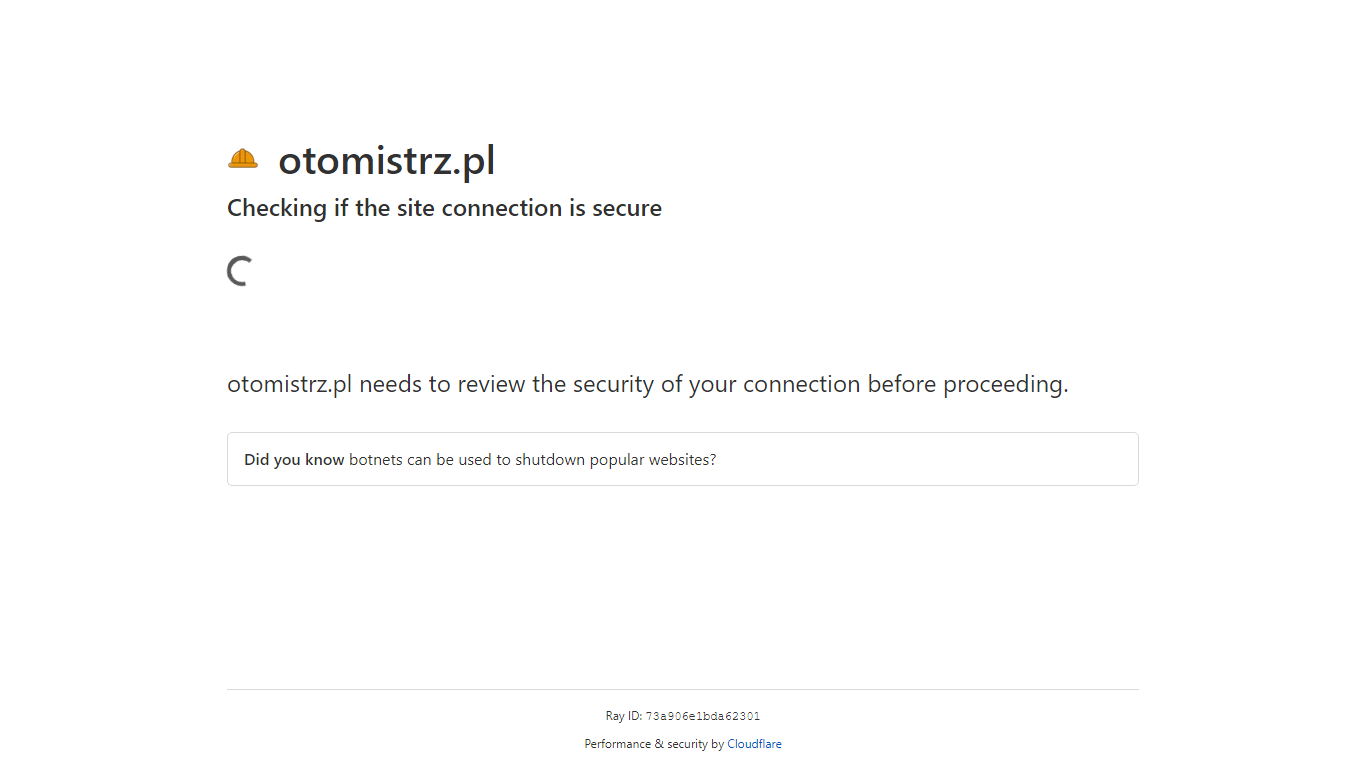 otomistrz.pl
Checking if the site connection is secure
otomistrz.pl needs to review the security of your connection before proceeding.
Did you know botnets can be used to shutdown popular websites?
Ray ID: 73a906e1bda62301
Performance & security by Cloudflare